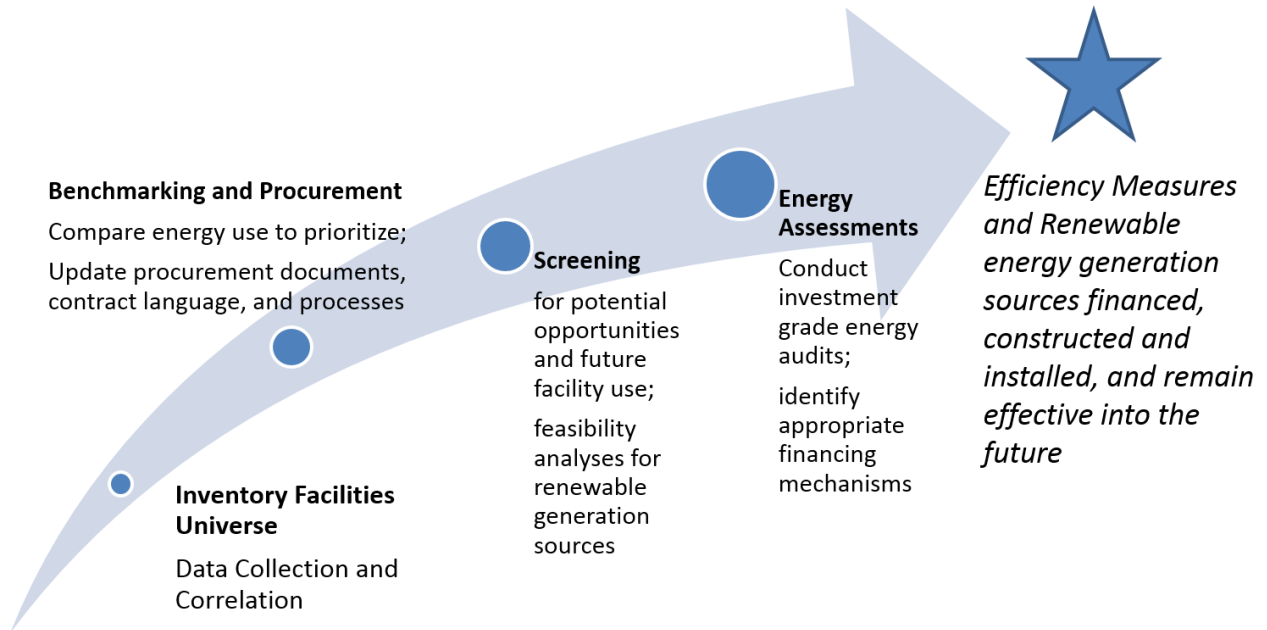 Benchmarking and Procurement
Compare energy use to prioritize;
Update procurement documents,
contract language, and processes
Inventory Facilities
Universe
Data Collection and
Correlation
Screening
for potential
opportunities
and future
facility use;
feasibility
analyses for
renewable
generation
sources
Energy
Assessments
Conduct
investment
grade energy
audits;
identify
appropriate
financing
mechanisms
Efficiency Measures
and Renewable
energy generation
sources financed,
constructed and
installed, and remain
effective into the
future